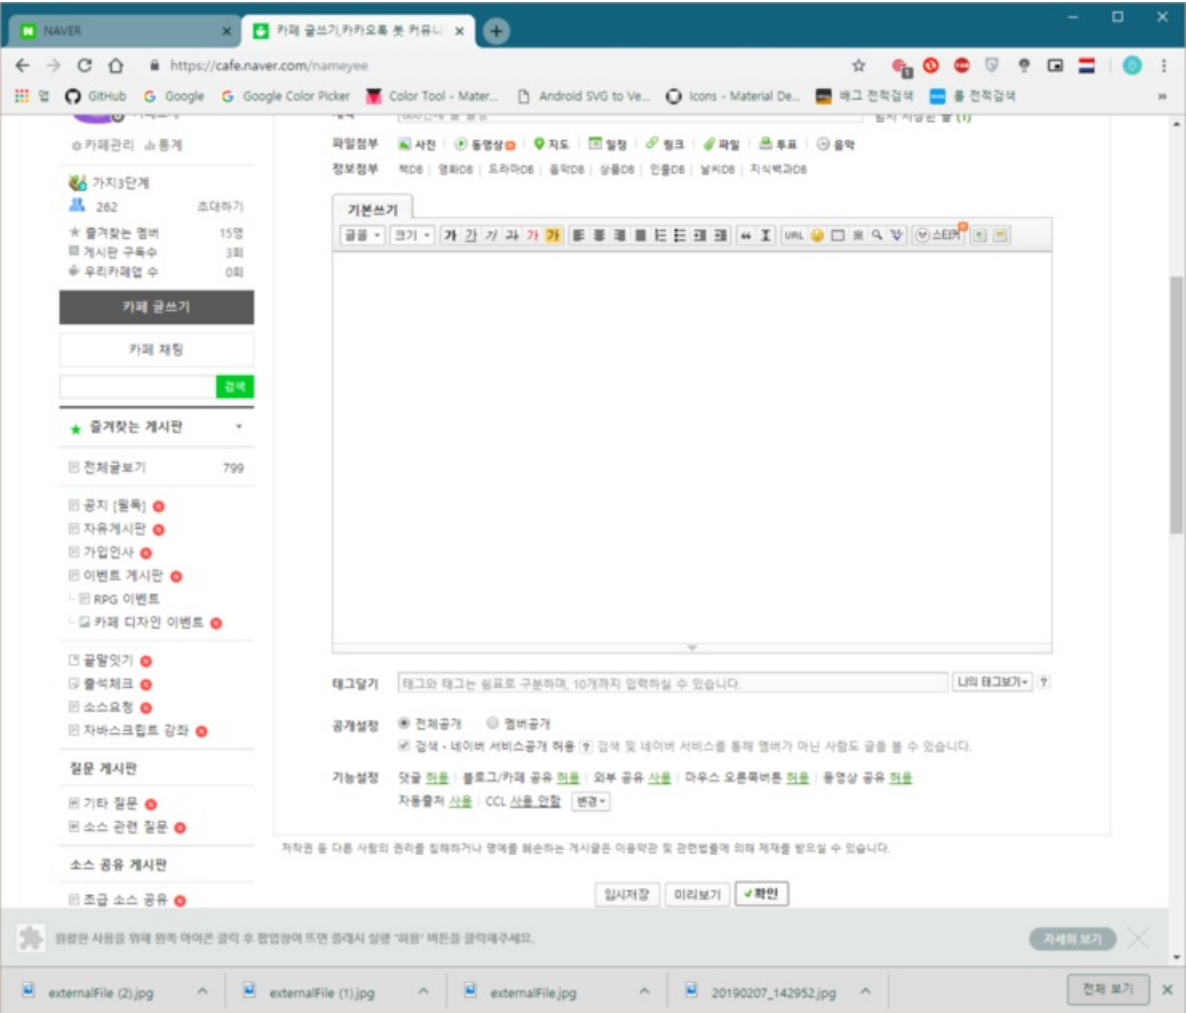 NAVER
카페 글쓰기,카카오톡 봇 커뮤니
https://cafe.naver.com/nameyee
앱
GitHub
Google
Google Color Picker
Color Tool - Mater...
Android SVG to Ve...
Icons - Material De...
배그 전적검색
롤 전적검색
카페관리 통계
임시 저장된 글 (1)
파일첨부 사진 동영상 지도 일정 링크 파일 투표 음악
정보첨부 책DB 영화DB 드라마DB 음악DB 상품DB 인물DB 날씨DB 지식백과DB
가지3단계
262 초대하기
즐겨찾는 멤버 15명
게시판 구독수 3회
우리카페앱 수 0회
기본쓰기
글꼴 크기 가 가 가 가 가 가 URL 스티커
카페 글쓰기
카페 채팅
검색
즐겨찾는 게시판
전체글보기 799
공지 [필독]
자유게시판
가입인사
이벤트 게시판
RPG 이벤트
카페 디자인 이벤트
끝말잇기
출석체크
소스요청
자바스크립트 강좌
질문 게시판
기타 질문
소스 관련 질문
소스 공유 게시판
초급 소스 공유
태그달기 태그와 태그는 쉼표로 구분하며, 10개까지 입력하실 수 있습니다. 나의 태그보기 ?
공개설정 전체공개 멤버공개
검색 · 네이버 서비스공개 허용 ? 검색 및 네이버 서비스를 통해 멤버가 아닌 사람도 글을 볼 수 있습니다.
기능설정 댓글 허용 블로그/카페 공유 허용 외부 공유 사용 마우스 오른쪽버튼 허용 동영상 공유 허용
자동출처 사용 CCL 사용 안함 변경
저작권 등 다른 사람의 권리를 침해하거나 명예를 훼손하는 게시글은 이용약관 및 관련법률에 의해 제재를 받으실 수 있습니다.
임시저장 미리보기 확인
원활한 사용을 위해 왼쪽 아이콘 클릭 후 팝업창이 뜨면 플래시 실행 "허용" 버튼을 클릭해주세요.
자세히 보기
externalFile (2).jpg
externalFile (1).jpg
externalFile.jpg
20190207_142952.jpg
전체 보기